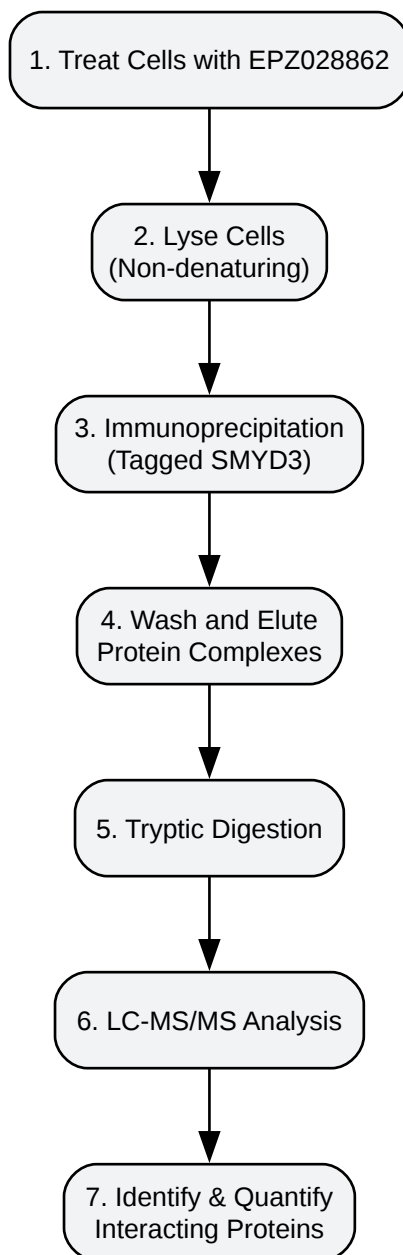 1. Treat Cells with EPZ028862
2. Lyse Cells
(Non-denaturing)
3. Immunoprecipitation
(Tagged SMYD3)
4. Wash and Elute
Protein Complexes
5. Tryptic Digestion
6. LC-MS/MS Analysis
7. Identify & Quantify
Interacting Proteins